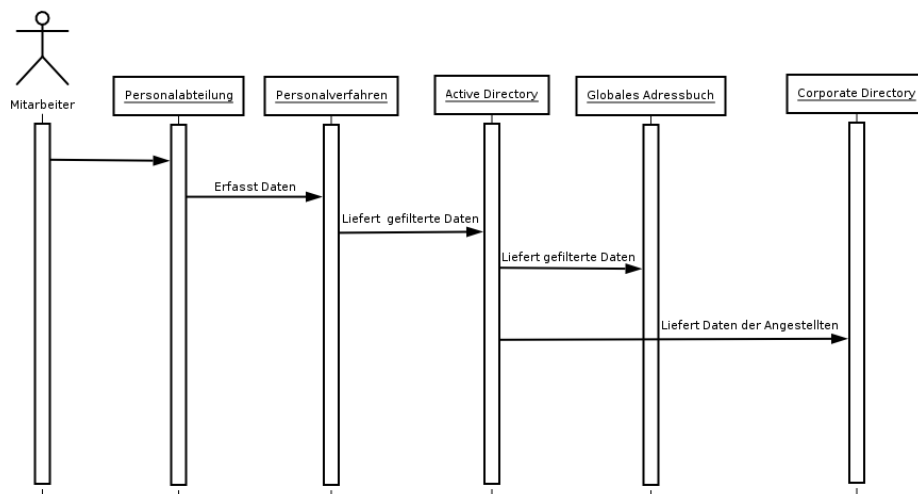 Mitarbeiter
Personalabteilung
Personalverfahren
Active Directory
Globales Adressbuch
Corporate Directory
Erfasst Daten
Liefert gefilterte Daten
Liefert gefilterte Daten
Liefert Daten der Angestellten